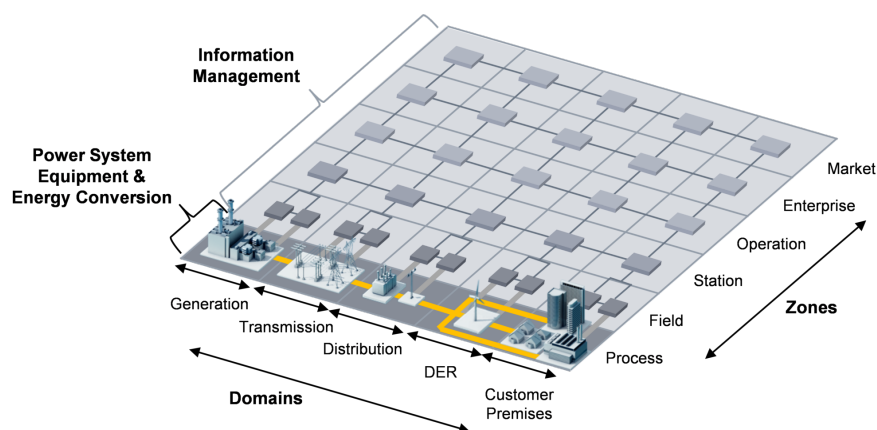 Information
Management
Power System
Equipment &
Energy Conversion
Market
Enterprise
Operation
Station
Field
Process
Zones
Generation
Transmission
Distribution
DER
Customer
Premises
Domains